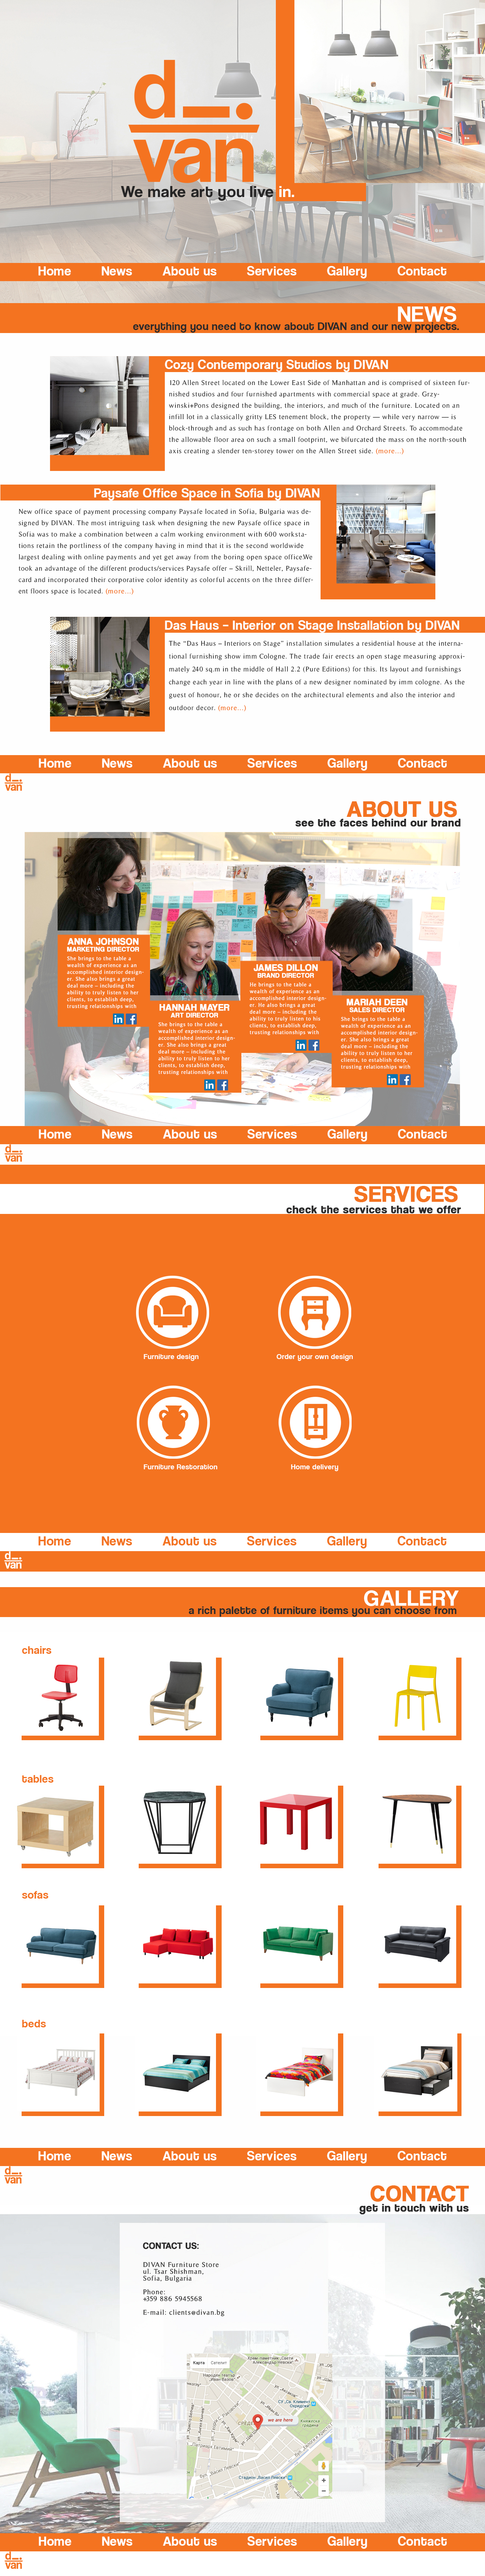 d_.
van
We make art you live in.
Home News About us Services Gallery Contact
NEWS
everything you need to know about DIVAN and our new projects.
Cozy Contemporary Studios by DIVAN
120 Allen Street located on the Lower East Side of Manhattan and is comprised of sixteen fur-
nished studios and four furnished apartments with commercial space at grade. Grzy-
winski+Pons designed the building, the interiors, and much of the furniture. Located on an
infill lot in a classically gritty LES tenement block, the property — while very narrow — is
block-through and as such has frontage on both Allen and Orchard Streets. To accommodate
the allowable floor area on such a small footprint, we bifurcated the mass on the north-south
axis creating a slender ten-storey tower on the Allen Street side. (more...)
Paysafe Office Space in Sofia by DIVAN
New office space of payment processing company Paysafe located in Sofia, Bulgaria was de-
signed by DIVAN. The most intriguing task when designing the new Paysafe office space in
Sofia was to make a combination between a calm working environment with 600 worksta-
tions retain the portliness of the company having in mind that it is the second worldwide
largest dealing with online payments and yet get away from the boring open space office.We
took an advantage of the different products/services Paysafe offer – Skrill, Netteler, Paysafe-
card and incorporated their corporative color identity as colorful accents on the three differ-
ent floors space is located. (more...)
Das Haus – Interior on Stage Installation by DIVAN
The "Das Haus – Interiors on Stage" installation simulates a residential house at the interna-
tional furnishing show imm Cologne. The trade fair erects an open stage measuring approxi-
mately 240 sq.m in the middle of Hall 2.2 (Pure Editions) for this. Its layout and furnishings
change each year in line with the plans of a new designer nominated by imm cologne. As the
guest of honour, he or she decides on the architectural elements and also the interior and
outdoor decor. (more...)
Home News About us Services Gallery Contact
d_.
van
ABOUT US
see the faces behind our brand
ANNA JOHNSON
MARKETING DIRECTOR
She brings to the table a
wealth of experience as an
accomplished interior design-
er. She also brings a great
deal more – including the
ability to truly listen to her
clients, to establish deep,
trusting relationships with
in f
HANNAH MAYER
ART DIRECTOR
She brings to the table a
wealth of experience as an
accomplished interior design-
er. She also brings a great
deal more – including the
ability to truly listen to her
clients, to establish deep,
trusting relationships with
in f
JAMES DILLON
BRAND DIRECTOR
He brings to the table a
wealth of experience as an
accomplished interior design-
er. He also brings a great
deal more – including the
ability to truly listen to his
clients, to establish deep,
trusting relationships with
in f
MARIAH DEEN
SALES DIRECTOR
She brings to the table a
wealth of experience as an
accomplished interior design-
er. She also brings a great
deal more – including the
ability to truly listen to her
clients, to establish deep,
trusting relationships with
in f
Home News About us Services Gallery Contact
d_.
van
SERVICES
check the services that we offer
Furniture design
Order your own design
Furniture Restoration
Home delivery
Home News About us Services Gallery Contact
d_.
van
GALLERY
a rich palette of furniture items you can choose from
chairs
tables
sofas
beds
Home News About us Services Gallery Contact
d_.
van
CONTACT
get in touch with us
CONTACT US:
DIVAN Furniture Store
ul. Tsar Shishman,
Sofia, Bulgaria
Phone:
+359 886 5945568
E-mail: clients@divan.bg
Карта Сателит
we are here
Home News About us Services Gallery Contact
d_.
van